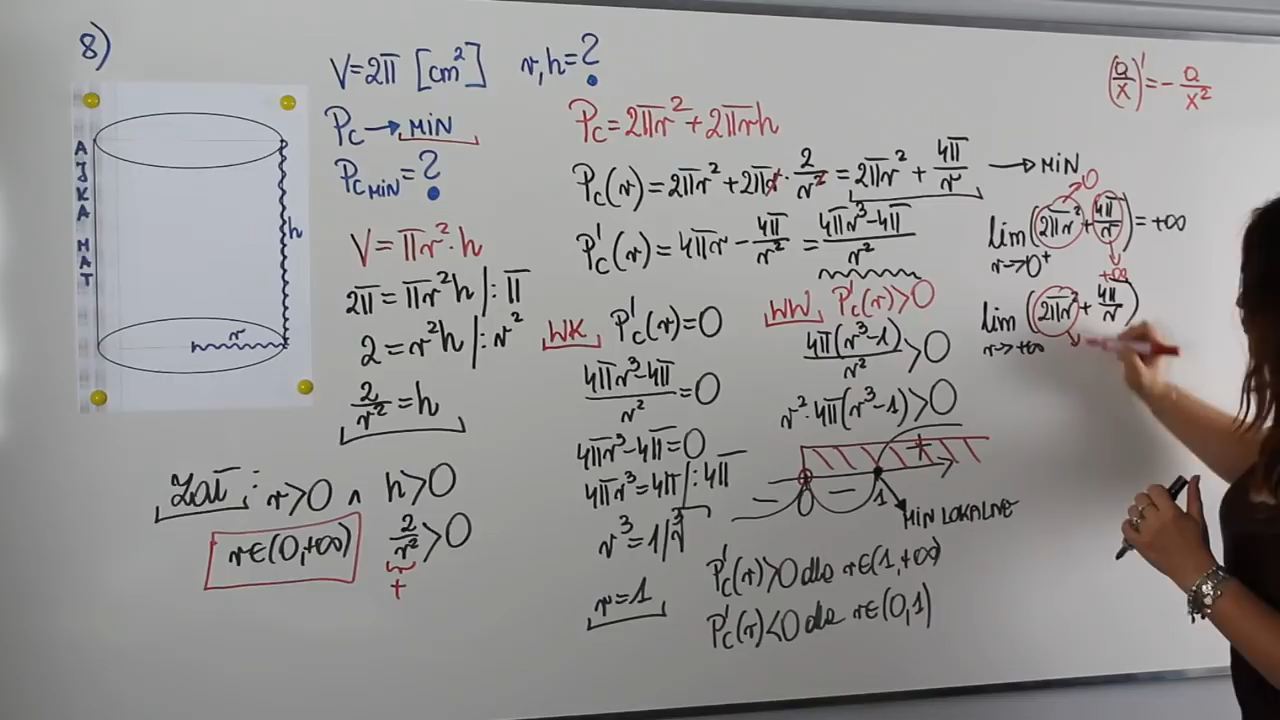 8)
AJKA MAT
h
r
V=2π [cm²] r,h=?
Pc→MIN
Pc MIN=?
V=πr²·h
2π=πr²h/:π
2=r²h/:r²
2/r²=h
Zał: r>0 ∧ h>0
r∈(0,+∞)
2/r²>0
+
Pc=2πr²+2πrh
Pc(r)=2πr²+2πr·2/r²=2πr²+4π/r →MIN
P'c(r)=4πr-4π/r²=4πr³-4π/r²
WK P'c(r)=0
4πr³-4π/r²=0
4πr³-4π=0
4πr³=4π/:4π
r³=1/∛
r=1
WW P'c(r)>0
4π(r³-1)/r²>0
r²·4π(r³-1)>0
- 0 - 1 +
MIN LOKALNE
P'c(r)>0 dla r∈(1,+∞)
P'c(r)<0 dla r∈(0,1)
(a/x)'=-a/x²
0
lim(2πr²+4π/r)=+∞
r→0⁺
+∞
lim(2πr²+4π/r)
r→+∞